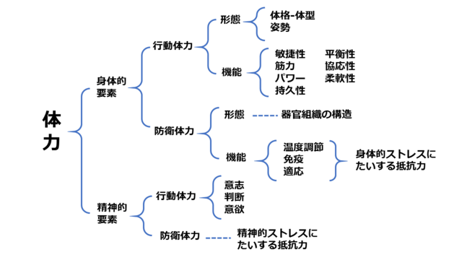 体力
身体的
要素
行動体力
形態
体格-体型
姿勢
機能
敏捷性 平衡性
筋力 協応性
パワー 柔軟性
持久性
防衛体力
形態
器官組織の構造
機能
温度調節
免疫
適応
身体的ストレスに
たいする抵抗力
精神的
要素
行動体力
意志
判断
意欲
防衛体力
精神的ストレスに
たいする抵抗力